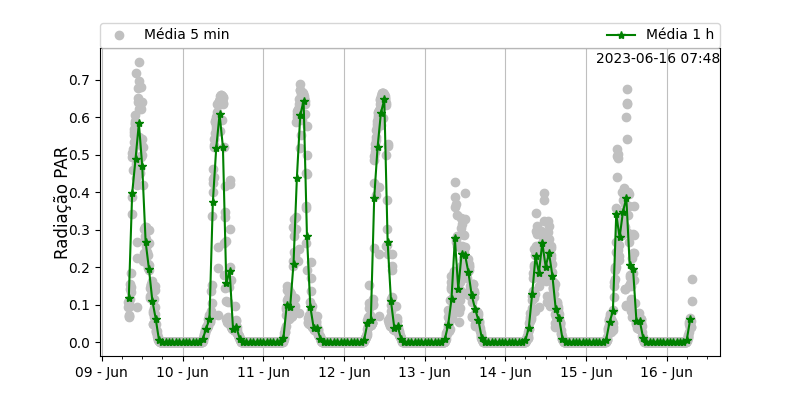 Média 5 min
Média 1 h
2023-06-16 07:48
Radiação PAR
0.7
0.6
0.5
0.4
0.3
0.2
0.1
0.0
09 - Jun
10 - Jun
11 - Jun
12 - Jun
13 - Jun
14 - Jun
15 - Jun
16 - Jun